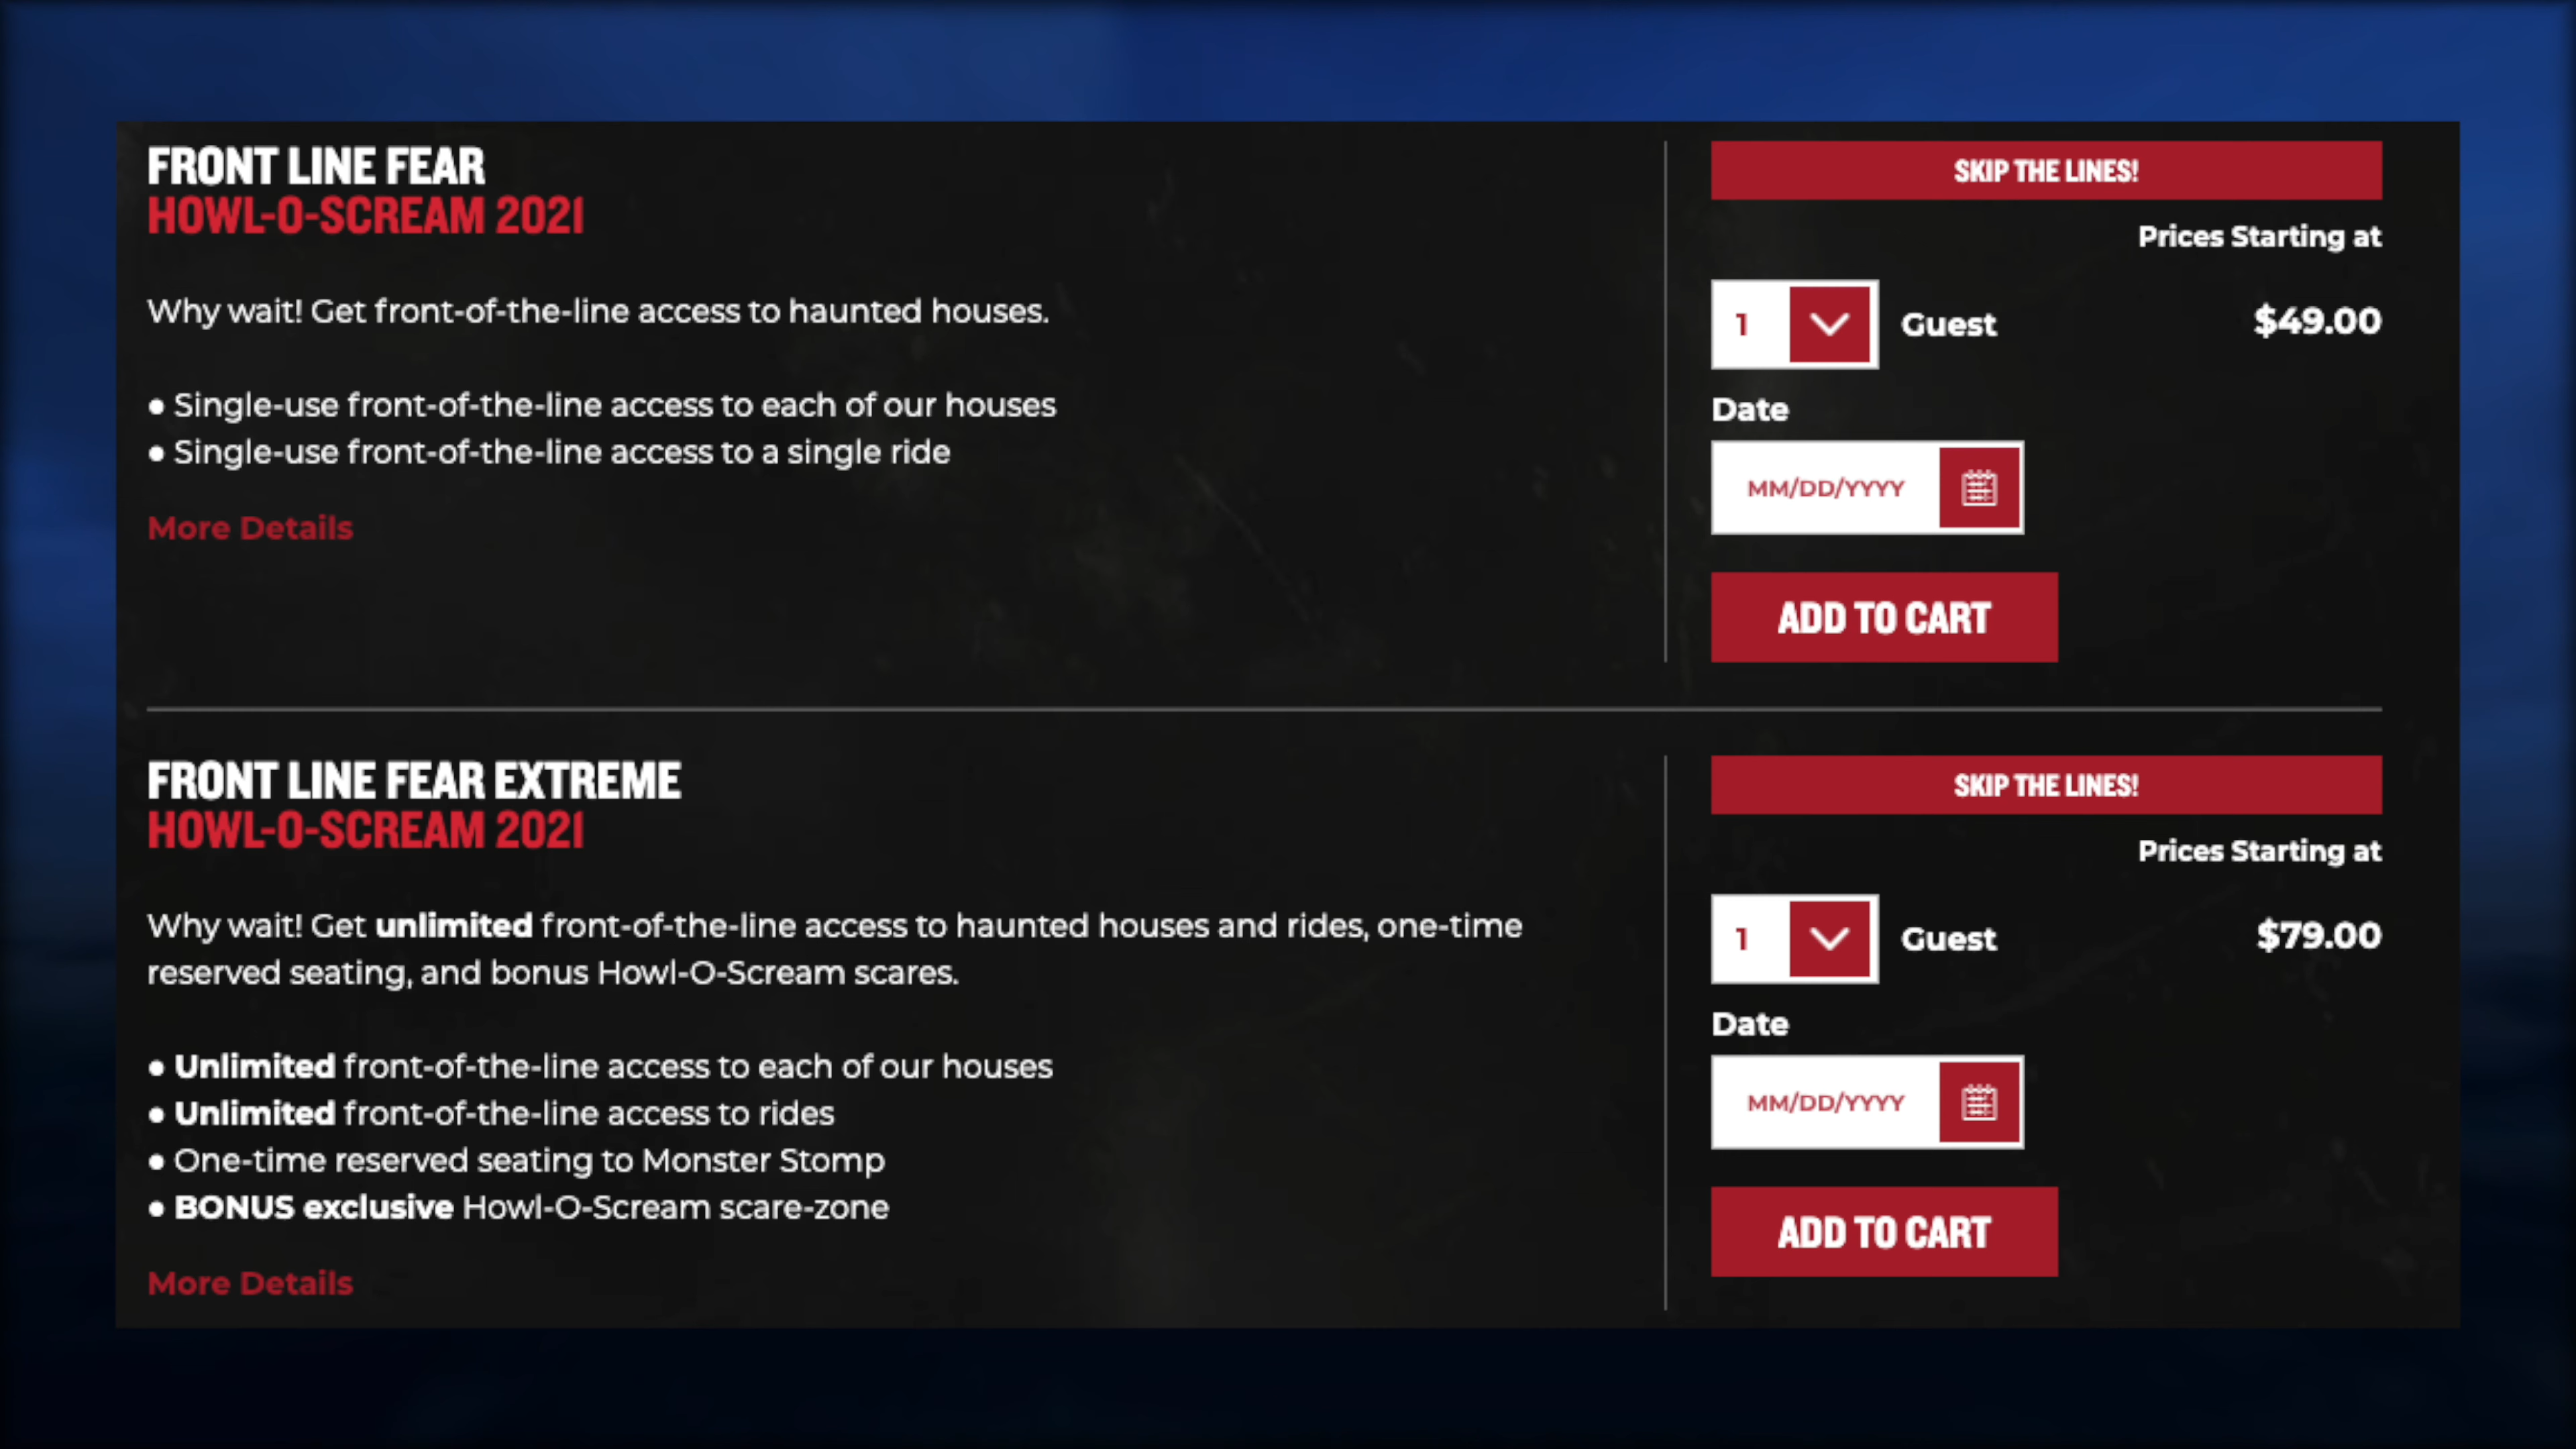 FRONT LINE FEAR
HOWL-O-SCREAM 2021
Why wait! Get front-of-the-line access to haunted houses.
● Single-use front-of-the-line access to each of our houses
● Single-use front-of-the-line access to a single ride
More Details
SKIP THE LINES!
Prices Starting at
1 Guest $49.00
Date
MM/DD/YYYY
ADD TO CART
FRONT LINE FEAR EXTREME
HOWL-O-SCREAM 2021
Why wait! Get unlimited front-of-the-line access to haunted houses and rides, one-time
reserved seating, and bonus Howl-O-Scream scares.
● Unlimited front-of-the-line access to each of our houses
● Unlimited front-of-the-line access to rides
● One-time reserved seating to Monster Stomp
● BONUS exclusive Howl-O-Scream scare-zone
More Details
SKIP THE LINES!
Prices Starting at
1 Guest $79.00
Date
MM/DD/YYYY
ADD TO CART